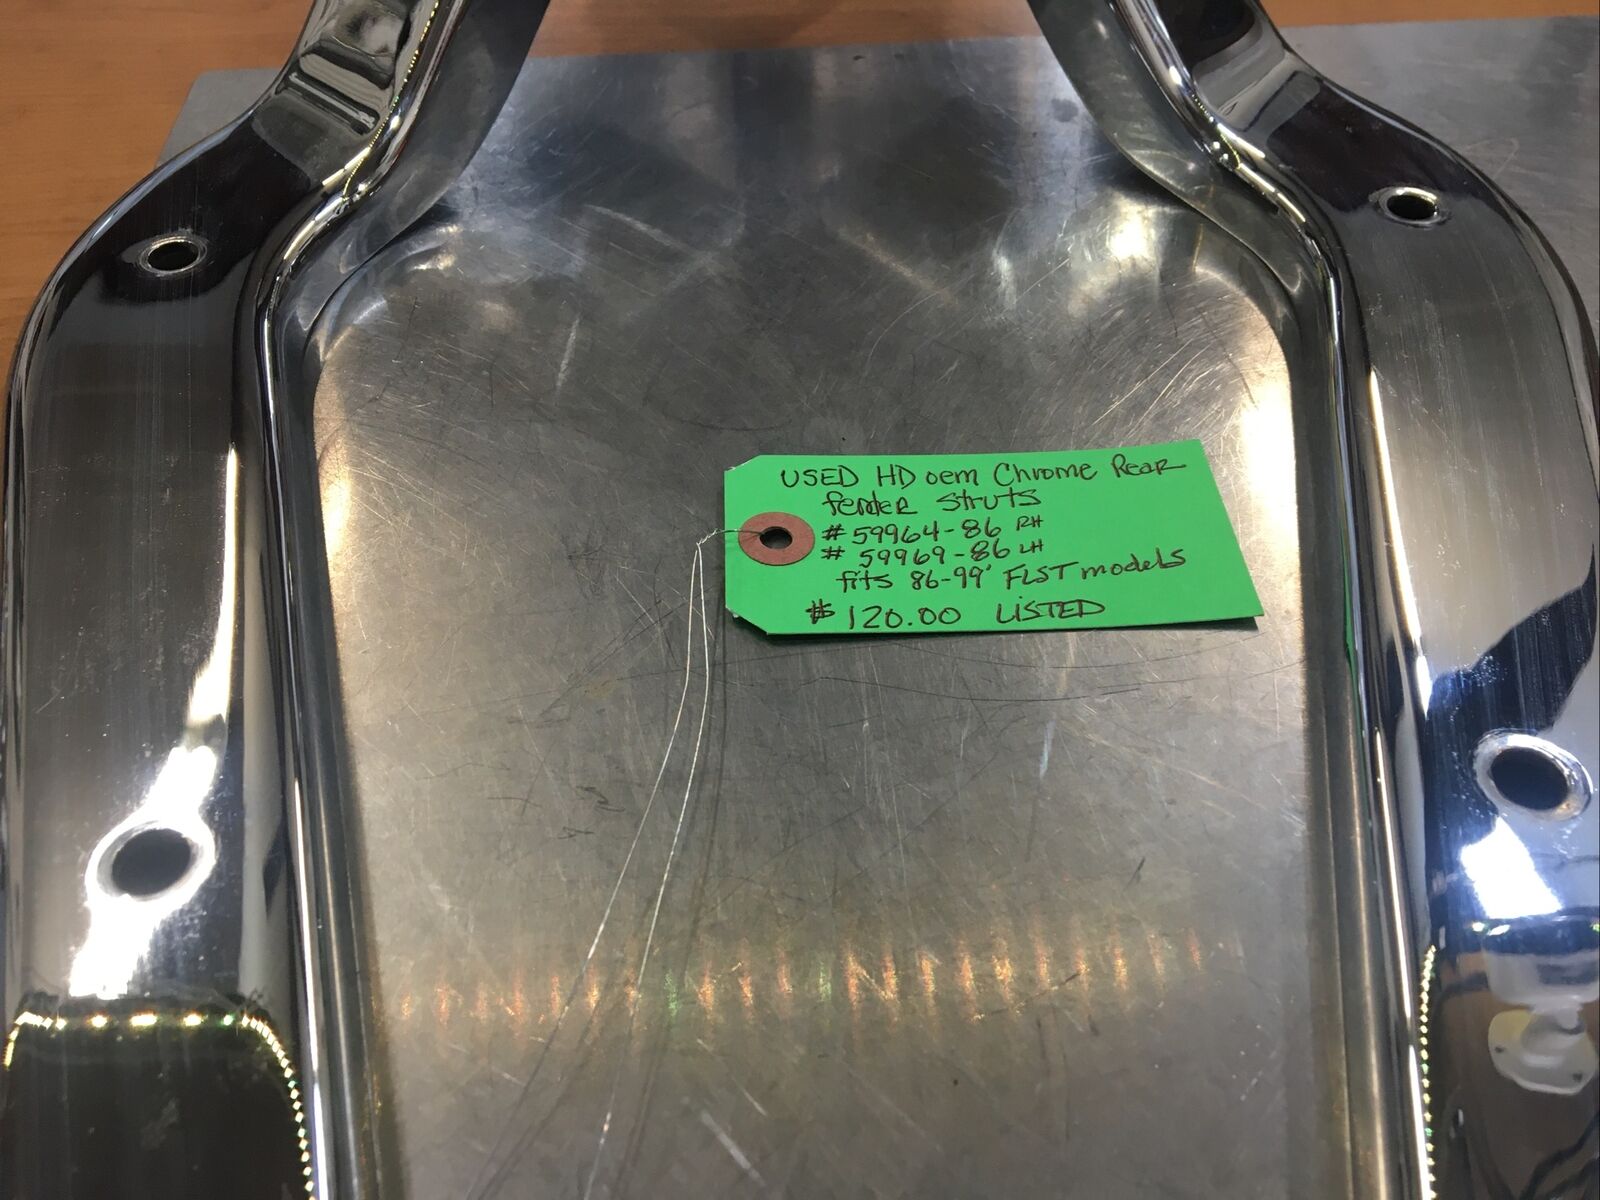 USED HD oem Chrome Rear
fender struts
# 59964-86 RH
# 59969-86 LH
fits 86-99' FLST models
$ 120.00 LISTED